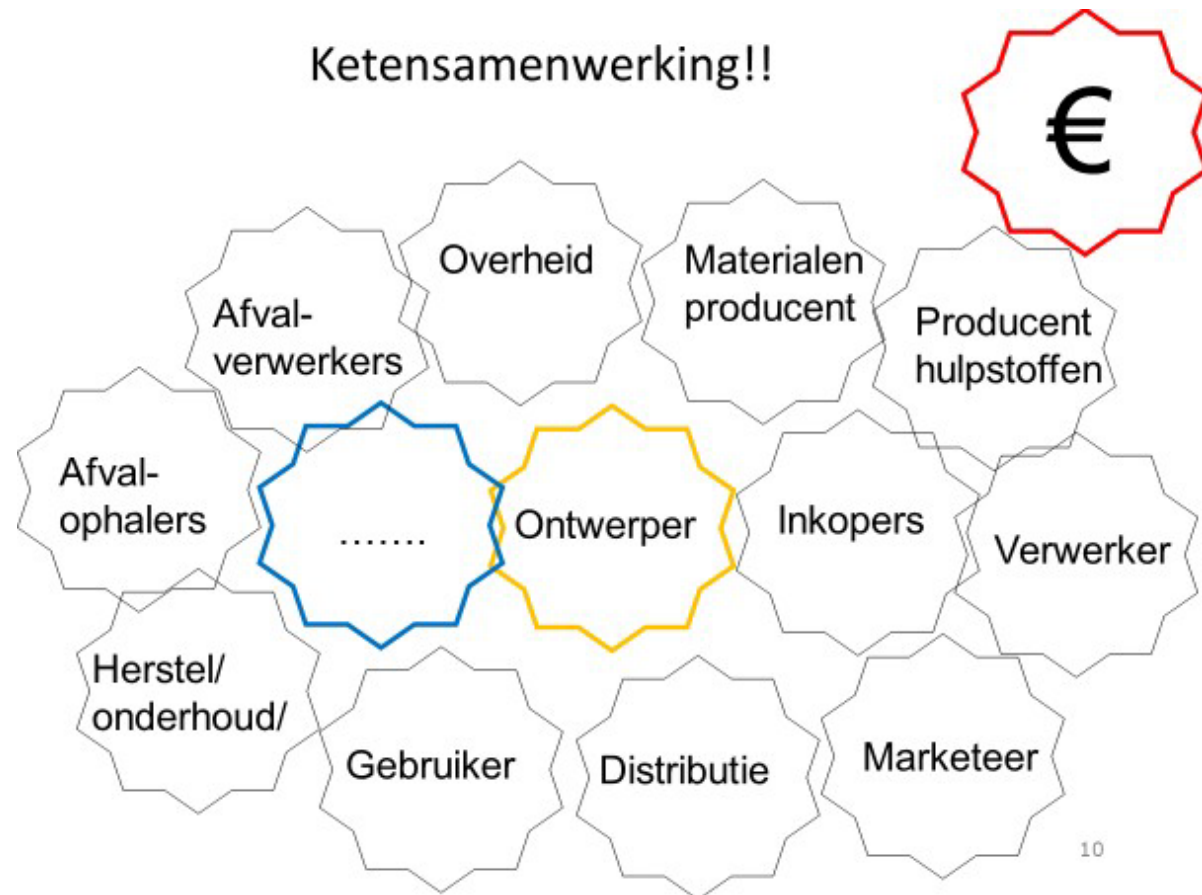 Ketensamenwerking!!
€
Overheid
Materialen
producent
Afval-
verwerkers
Producent
hulpstoffen
Afval-
ophalers
.......
Ontwerper
Inkopers
Verwerker
Herstel/
onderhoud/
Gebruiker
Distributie
Marketeer
10